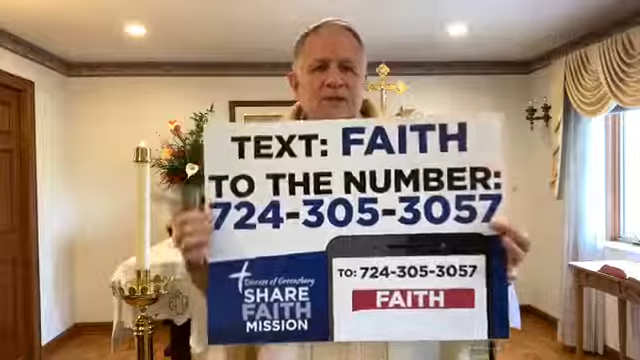 TEXT: FAITH
TO THE NUMBER:
724-305-3057
Diocese of Greensburg
SHARE
FAITH
MISSION
TO: 724-305-3057
FAITH